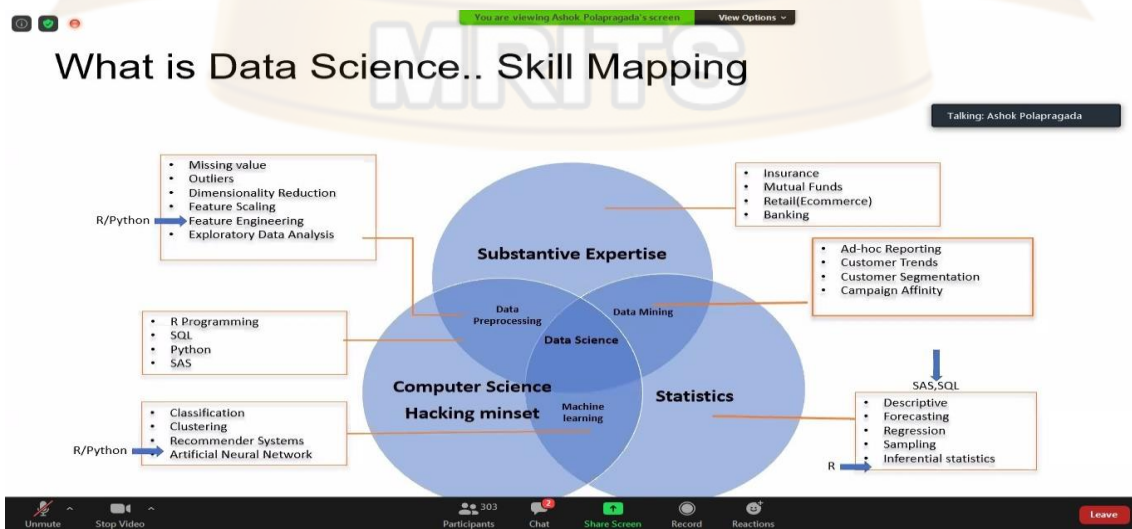 You are viewing Ashok Polapragada's screen
View Options
MRITS
What is Data Science.. Skill Mapping
Talking: Ashok Polapragada
• Missing value
• Outliers
• Dimensionality Reduction
• Feature Scaling
R/Python
• Feature Engineering
• Exploratory Data Analysis
• Insurance
• Mutual Funds
• Retail(Ecommerce)
• Banking
Substantive Expertise
• Ad-hoc Reporting
• Customer Trends
• Customer Segmentation
• Campaign Affinity
Data
Preprocessing
Data Mining
• R Programming
• SQL
• Python
• SAS
Data Science
Computer Science
Hacking minset
Statistics
Machine
learning
• Classification
• Clustering
• Recommender Systems
R/Python
• Artificial Neural Network
SAS,SQL
• Descriptive
• Forecasting
• Regression
• Sampling
R
• Inferential statistics
Unmute
Stop Video
303
Participants
2
Chat
Share Screen
Record
Reactions
Leave